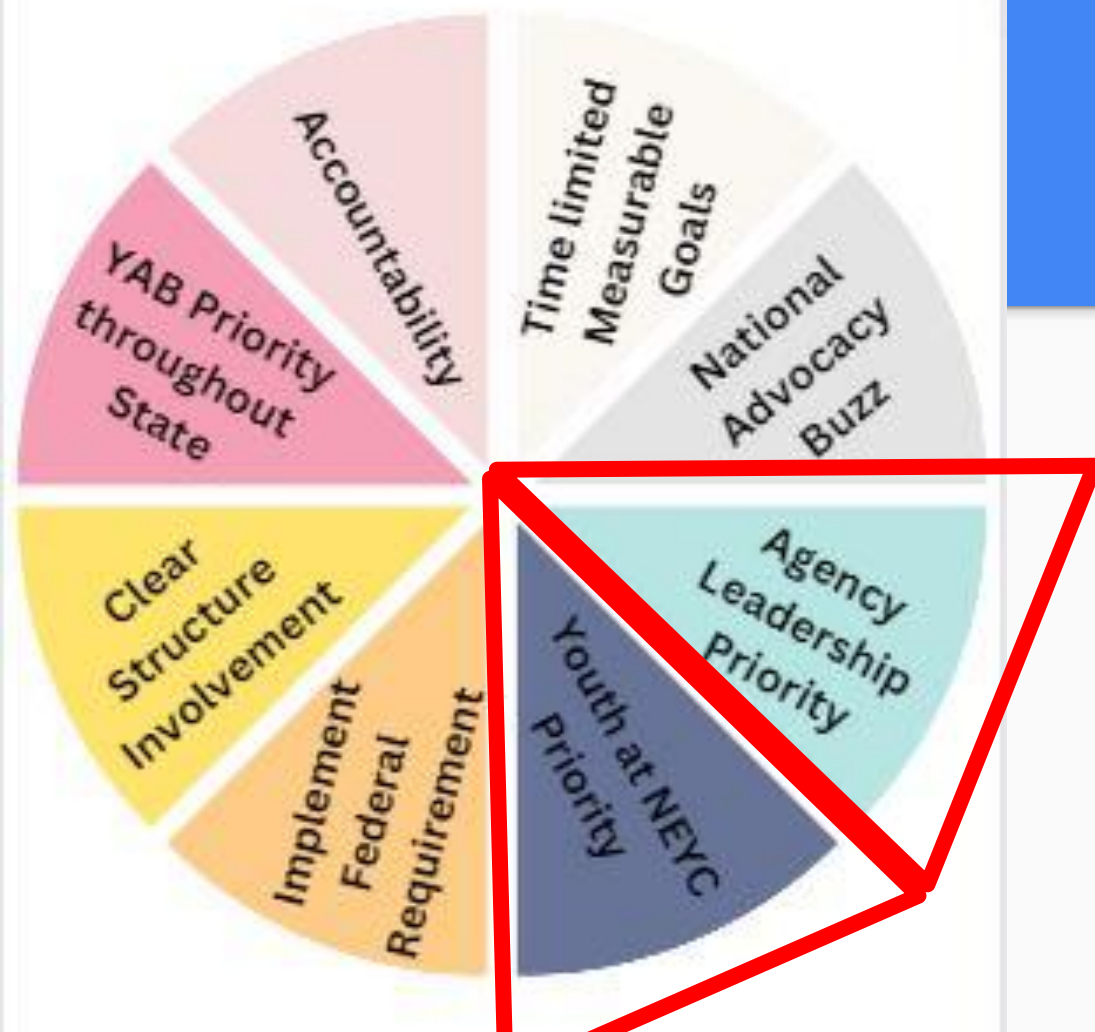 Accountability
Time limited
Measurable
Goals
National
Advocacy
Buzz
Agency
Leadership
Priority
Youth at NEYC
Priority
Implement
Federal
Requirement
Clear
Structure
Involvement
YAB Priority
throughout
State